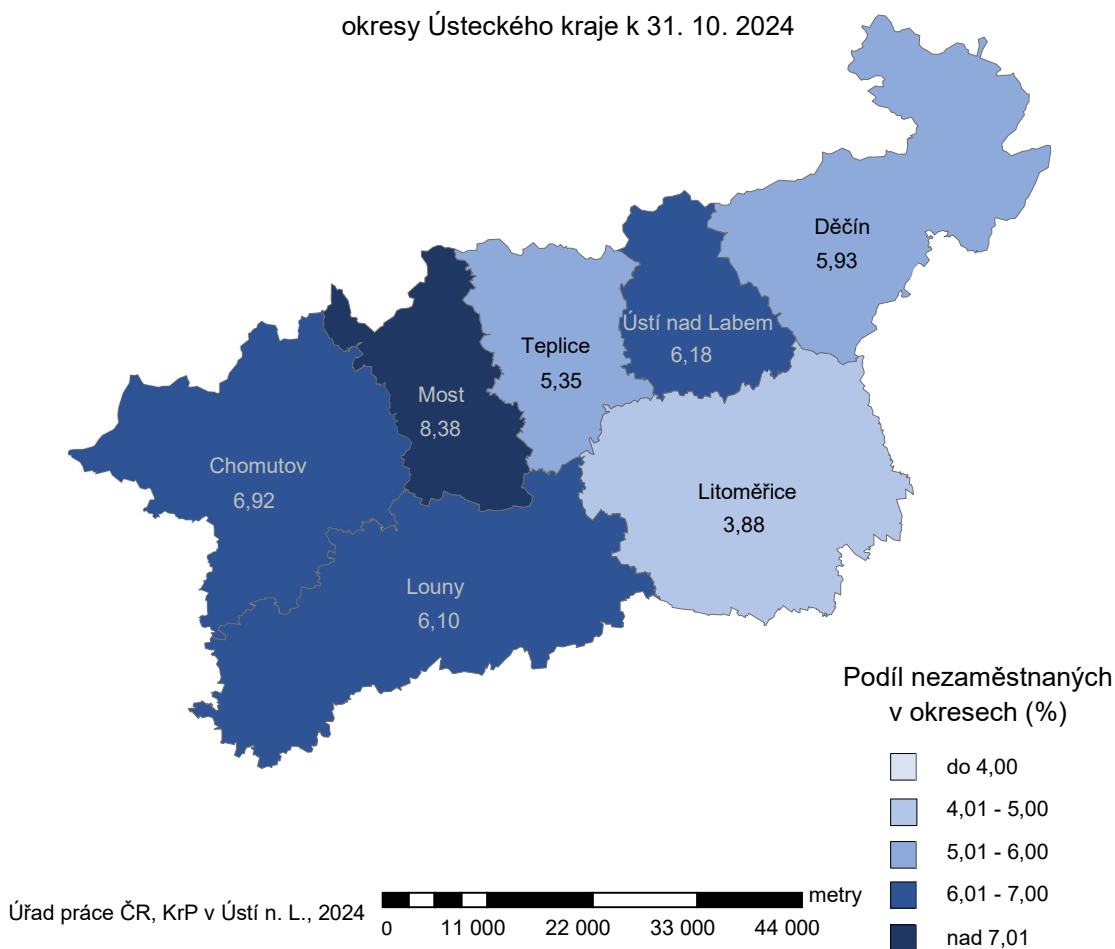 okresy Ústeckého kraje k 31. 10. 2024
Děčín
5,93
Ústí nad Labem
6,18
Teplice
5,35
Most
8,38
Chomutov
6,92
Litoměřice
3,88
Louny
6,10
Podíl nezaměstnaných
v okresech (%)
do 4,00
4,01 - 5,00
5,01 - 6,00
6,01 - 7,00
nad 7,01
Úřad práce ČR, KrP v Ústí n. L., 2024
metry
0 11 000 22 000 33 000 44 000